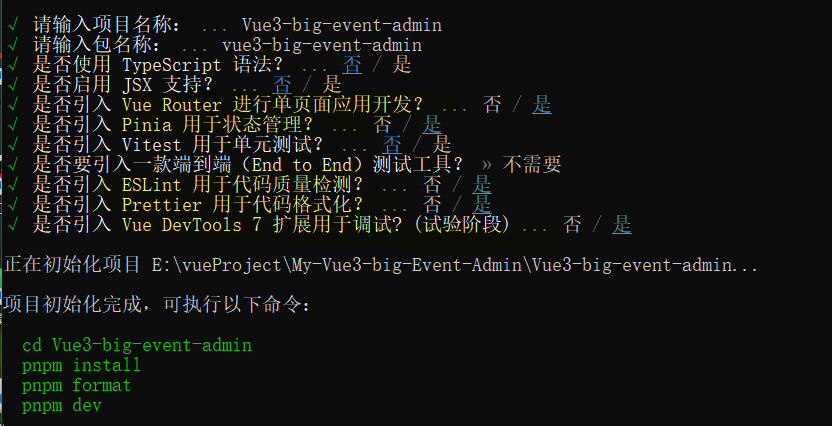 √ 请输入项目名称： ... Vue3-big-event-admin
√ 请输入包名称： ... vue3-big-event-admin
√ 是否使用 TypeScript 语法？ ... 否 / 是
√ 是否启用 JSX 支持？ ... 否 / 是
√ 是否引入 Vue Router 进行单页面应用开发？ ... 否 / 是
√ 是否引入 Pinia 用于状态管理？ ... 否 / 是
√ 是否引入 Vitest 用于单元测试？ ... 否 / 是
√ 是否要引入一款端到端（End to End）测试工具？ » 不需要
√ 是否引入 ESLint 用于代码质量检测？ ... 否 / 是
√ 是否引入 Prettier 用于代码格式化？ ... 否 / 是
√ 是否引入 Vue DevTools 7 扩展用于调试? (试验阶段) ... 否 / 是
正在初始化项目 E:\vueProject\My-Vue3-big-Event-Admin\Vue3-big-event-admin...
项目初始化完成，可执行以下命令：
cd Vue3-big-event-admin
pnpm install
pnpm format
pnpm dev